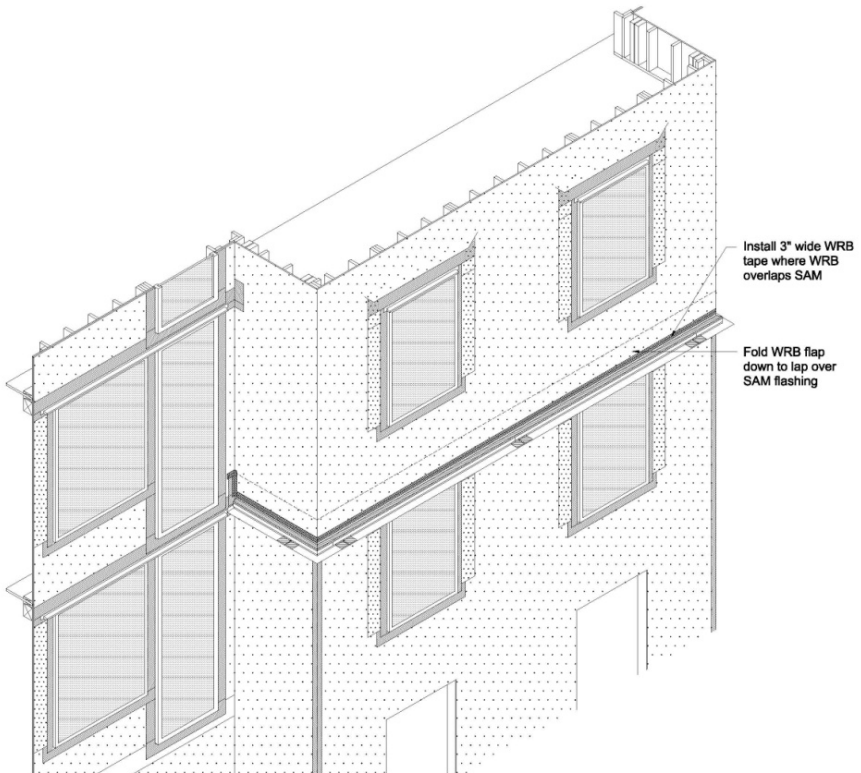 Install 3" wide WRB
tape where WRB
overlaps SAM
Fold WRB flap
down to lap over
SAM flashing